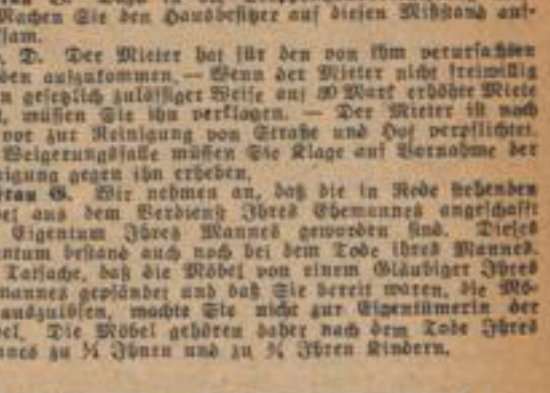 Machen Sie den Hausbesitzer auf diesen Mißstand auf-
sam.
D. Der Mieter hat für den von ihm verursachten
den aufzukommen. — Wenn der Mieter nicht freiwillig
n gesetzlich zulässiger Weise auf 30 Mark erhöhte Miete
, müssen Sie ihn verklagen. — Der Mieter ist nach
vor zur Reinigung von Straße und Hof verpflichtet.
Weigerungsfalle müssen Sie Klage auf Vornahme der
igung gegen ihn erheben.
rau G. Wir nehmen an, daß die in Rede stehenden
bel aus dem Verdienst Ihres Ehemannes angeschafft
Eigentum Ihres Mannes geworden sind. Dieses
entum bestand auch noch bei dem Tode ihres Mannes.
Tatsache, daß die Möbel von einem Gläubiger Ihres
mannes gepfändet und daß Sie bereit waren, die Mö-
auszulösen, machte Sie nicht zur Eigentümerin der
bel. Die Möbel gehören daher nach dem Tode Ihres
nnes zu ¼ Ihnen und zu ¾ Ihren Kindern.